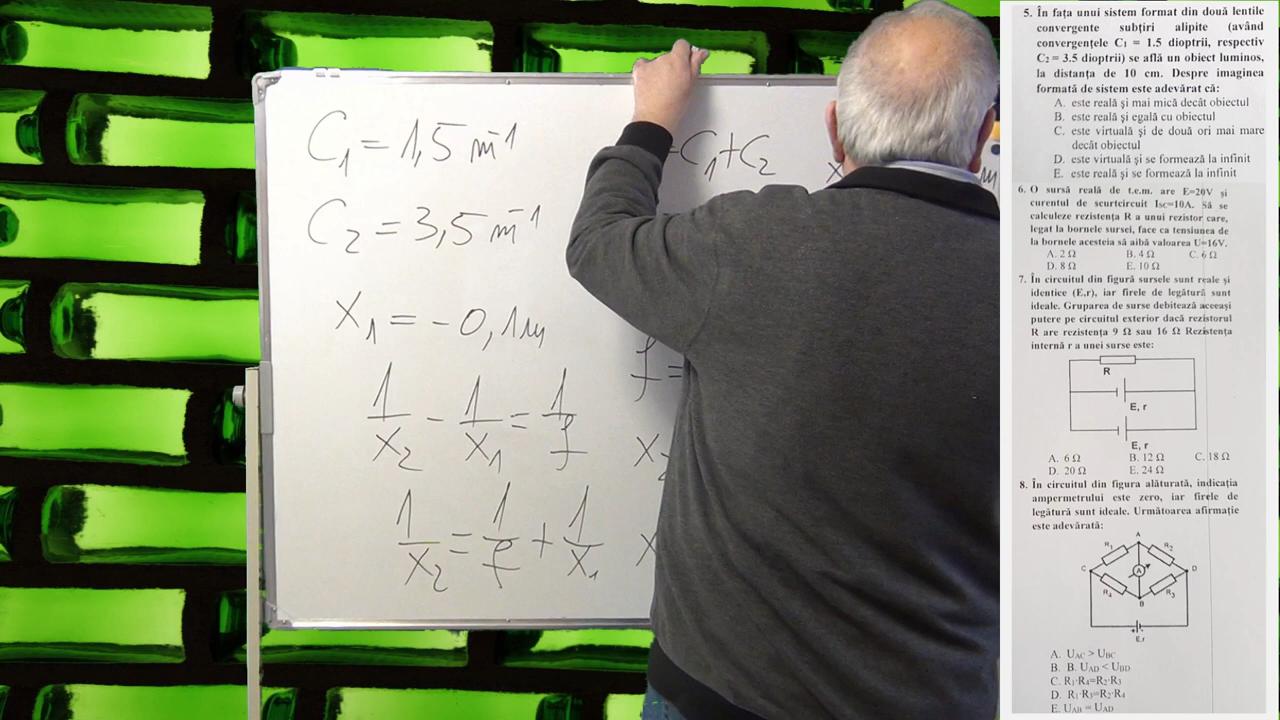 C₁ = 1,5 m⁻¹
C₂ = 3,5 m⁻¹
x₁ = -0,1m
1/x₂ - 1/x₁ = 1/f
1/x₂ = 1/f + 1/x₁
= C₁+C₂
f =
5. În fața unui sistem format din două lentile
convergente subțiri alipite (având
convergențele C₁ = 1.5 dioptrii, respectiv
C₂ = 3.5 dioptrii) se află un obiect luminos,
la distanța de 10 cm. Despre imaginea
formată de sistem este adevărat că:
A. este reală și mai mică decât obiectul
B. este reală și egală cu obiectul
C. este virtuală și de două ori mai mare
decât obiectul
D. este virtuală și se formează la infinit
E. este reală și se formează la infinit
6. O sursă reală de t.e.m. are E=20V și
curentul de scurtcircuit Isc=10A. Să se
calculeze rezistența R a unui rezistor care,
legat la bornele sursei, face ca tensiunea de
la bornele acesteia să aibă valoarea U=16V.
A. 2 Ω B. 4 Ω C. 6 Ω
D. 8 Ω E. 10 Ω
7. În circuitul din figură sursele sunt reale și
identice (E,r), iar firele de legătură sunt
ideale. Gruparea de surse debitează aceeași
putere pe circuitul exterior dacă rezistorul
R are rezistența 9 Ω sau 16 Ω Rezistența
internă r a unei surse este:
R
E, r
E, r
A. 6 Ω B. 12 Ω C. 18 Ω
D. 20 Ω E. 24 Ω
8. În circuitul din figura alăturată, indicația
ampermetrului este zero, iar firele de
legătură sunt ideale. Următoarea afirmație
este adevărată:
A
R₁ R₂
C A D
R₄ R₃
B
E,r
A. UAC > UBC
B. B. UAD < UBD
C. R₁·R₄=R₂·R₃
D. R₁·R₃=R₂·R₄
E. UAB = UAD